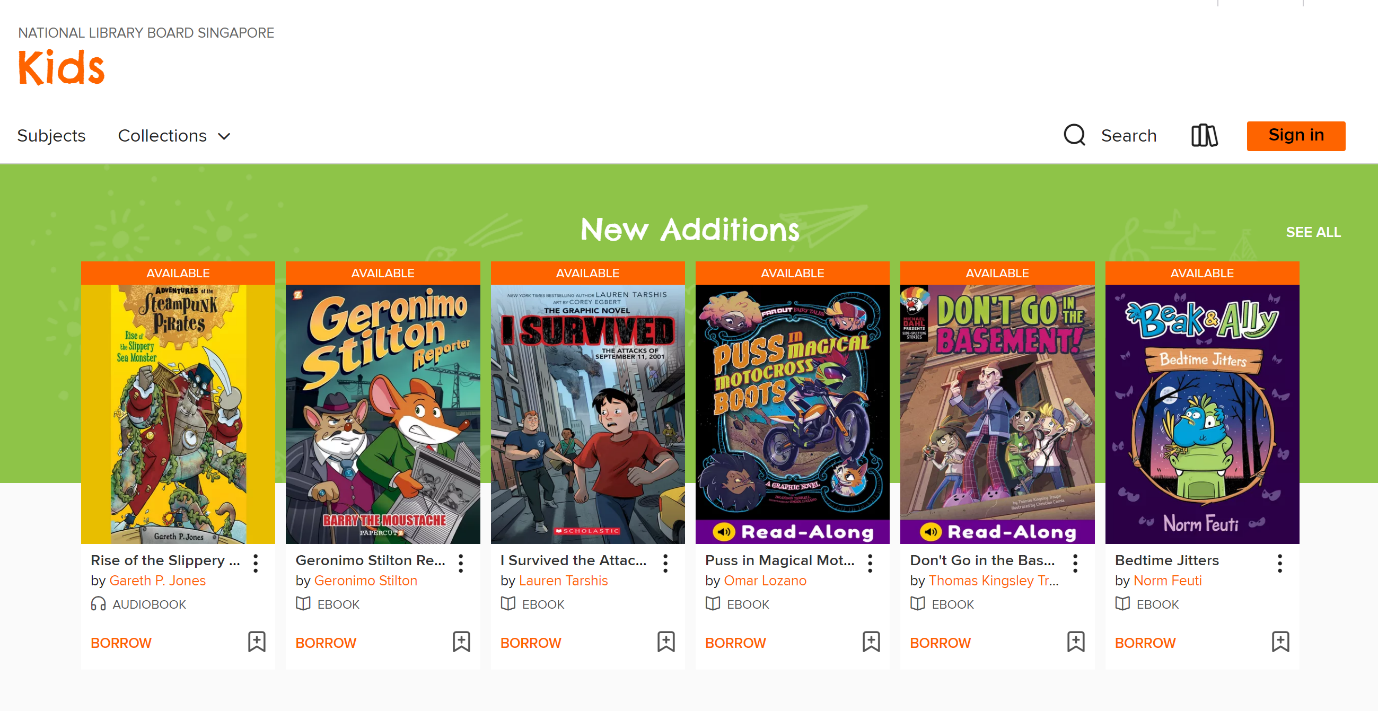 NATIONAL LIBRARY BOARD SINGAPORE
Kids
Subjects
Collections
Search
Sign in
New Additions
SEE ALL
AVAILABLE
ADVENTURES of the
Steampunk
Pirates
Rise of
the Slippery
Sea Monster
Gareth P. Jones
Rise of the Slippery ...
by Gareth P. Jones
AUDIOBOOK
BORROW
AVAILABLE
Geronimo
Stilton
Reporter
BARRY THE MOUSTACHE
PAPERCUTZ
Geronimo Stilton Re...
by Geronimo Stilton
EBOOK
BORROW
AVAILABLE
NEW YORK TIMES BESTSELLING AUTHOR LAUREN TARSHIS
ART BY COREY EGBERT
THE GRAPHIC NOVEL
I SURVIVED
THE ATTACKS OF
SEPTEMBER 11, 2001
SCHOLASTIC
I Survived the Attac...
by Lauren Tarshis
EBOOK
BORROW
AVAILABLE
FAR OUT FAIRY TALES
PUSS IN
MAGICAL
MOTOCROSS
BOOTS
A GRAPHIC NOVEL
Read-Along
Puss in Magical Mot...
by Omar Lozano
EBOOK
BORROW
AVAILABLE
MICHAEL
DAHL
PRESENTS
DON'T GO IN
THE
BASEMENT!
Read-Along
Don't Go in the Bas...
by Thomas Kingsley Tr...
EBOOK
BORROW
AVAILABLE
Beak & Ally
Bedtime Jitters
Norm Feuti
Bedtime Jitters
by Norm Feuti
EBOOK
BORROW